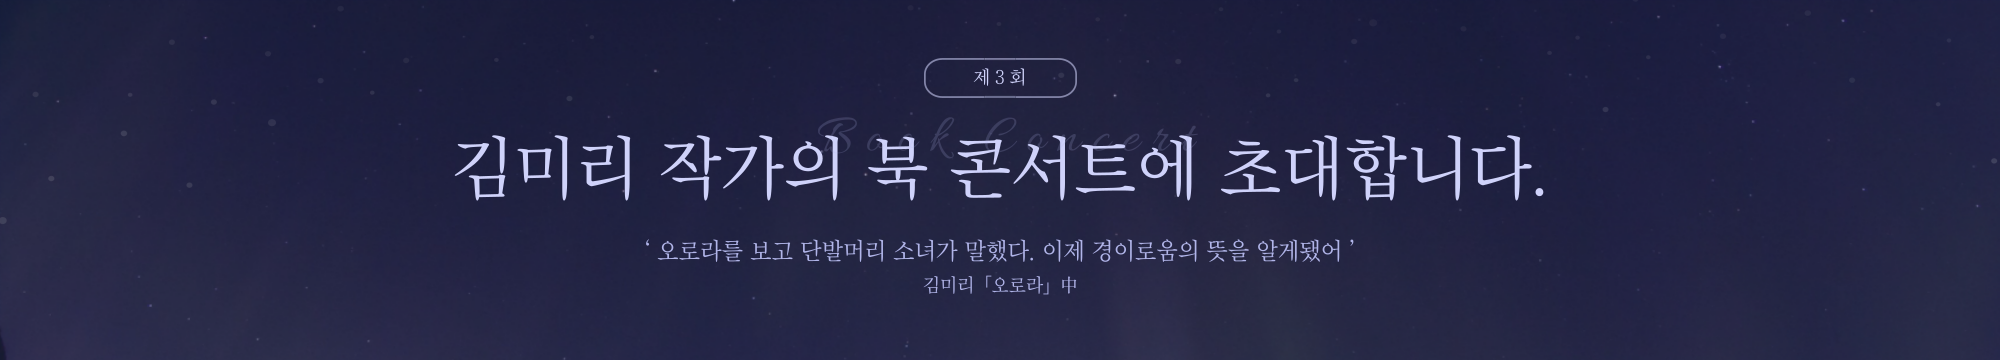 제 3 회
Book Concert
김미리 작가의 북 콘서트에 초대합니다.
‘ 오로라를 보고 단발머리 소녀가 말했다. 이제 경이로움의 뜻을 알게됐어 ’
김미리「오로라」中